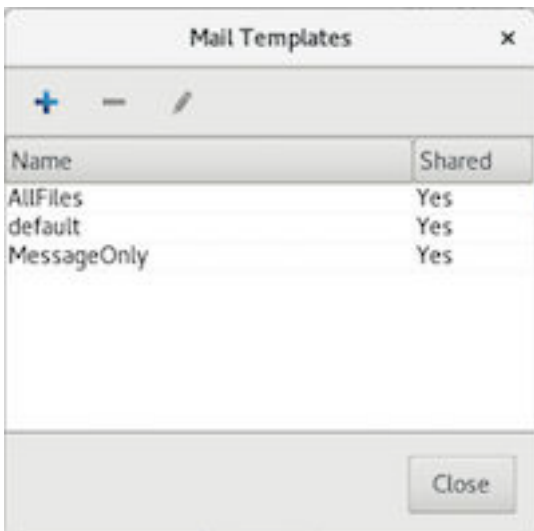 Mail Templates
Name Shared
AllFiles Yes
default Yes
MessageOnly Yes
Close